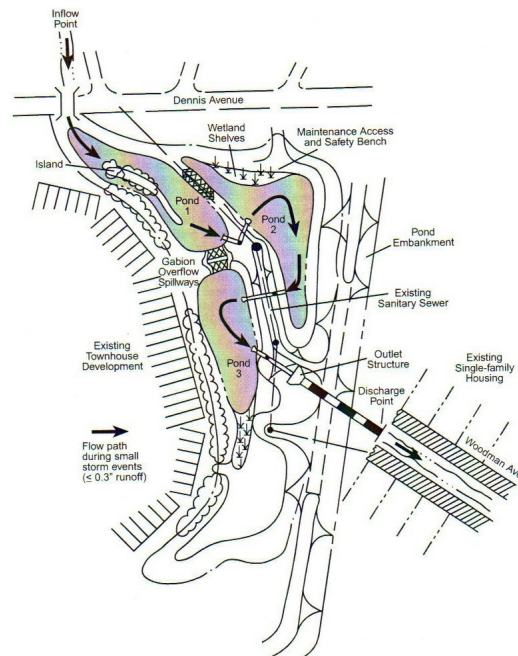 Inflow
Point
Dennis Avenue
Wetland
Shelves
Maintenance Access
and Safety Bench
Island
Pond
1
Pond
2
Pond
Embankment
Gabion
Overflow
Spillways
Existing
Sanitary Sewer
Existing
Townhouse
Development
Pond
3
Outlet
Structure
Existing
Single-family
Housing
Discharge
Point
Flow path
during small
storm events
(≤ 0.3" runoff)
Woodman Av